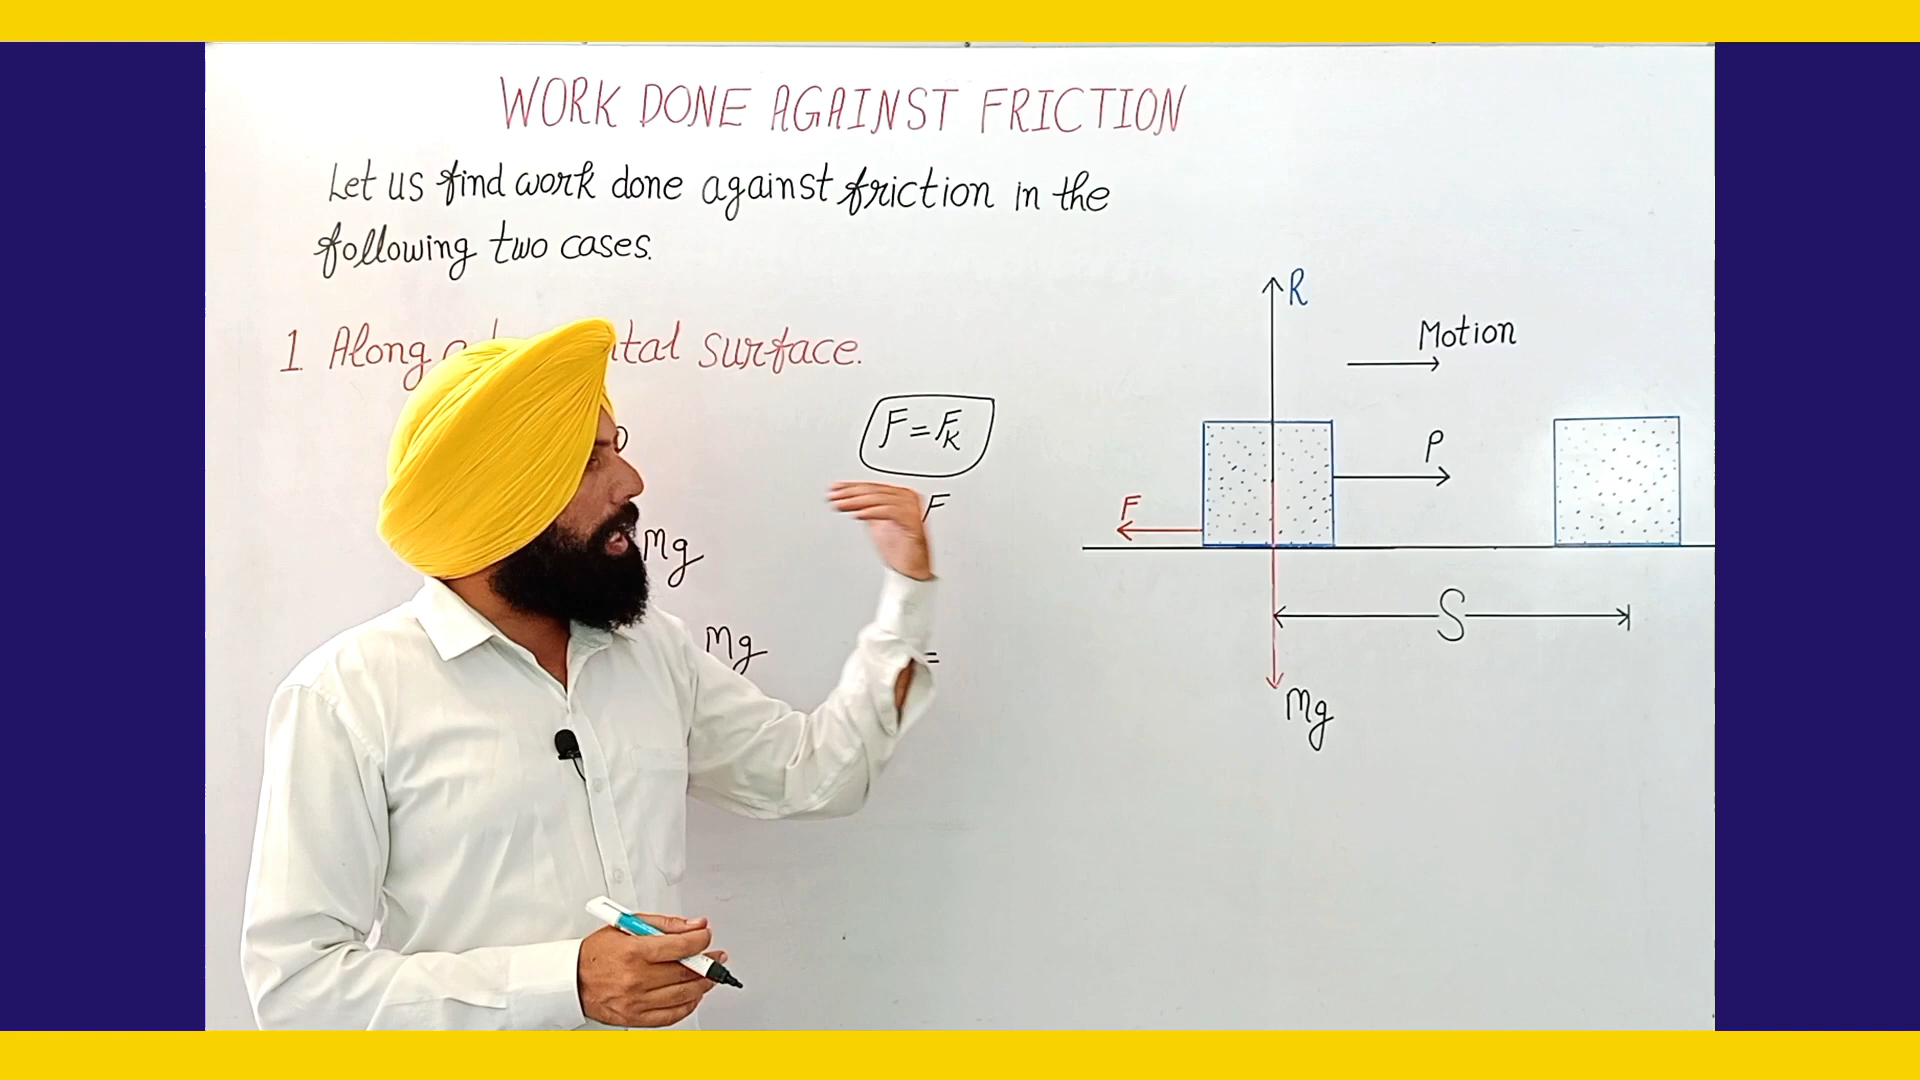 WORK DONE AGAINST FRICTION
Let us find work done against friction in the
following two cases.
1. Along surface.
F = FK
F
Mg
Mg
=
R
Motion
P
F
S
Mg